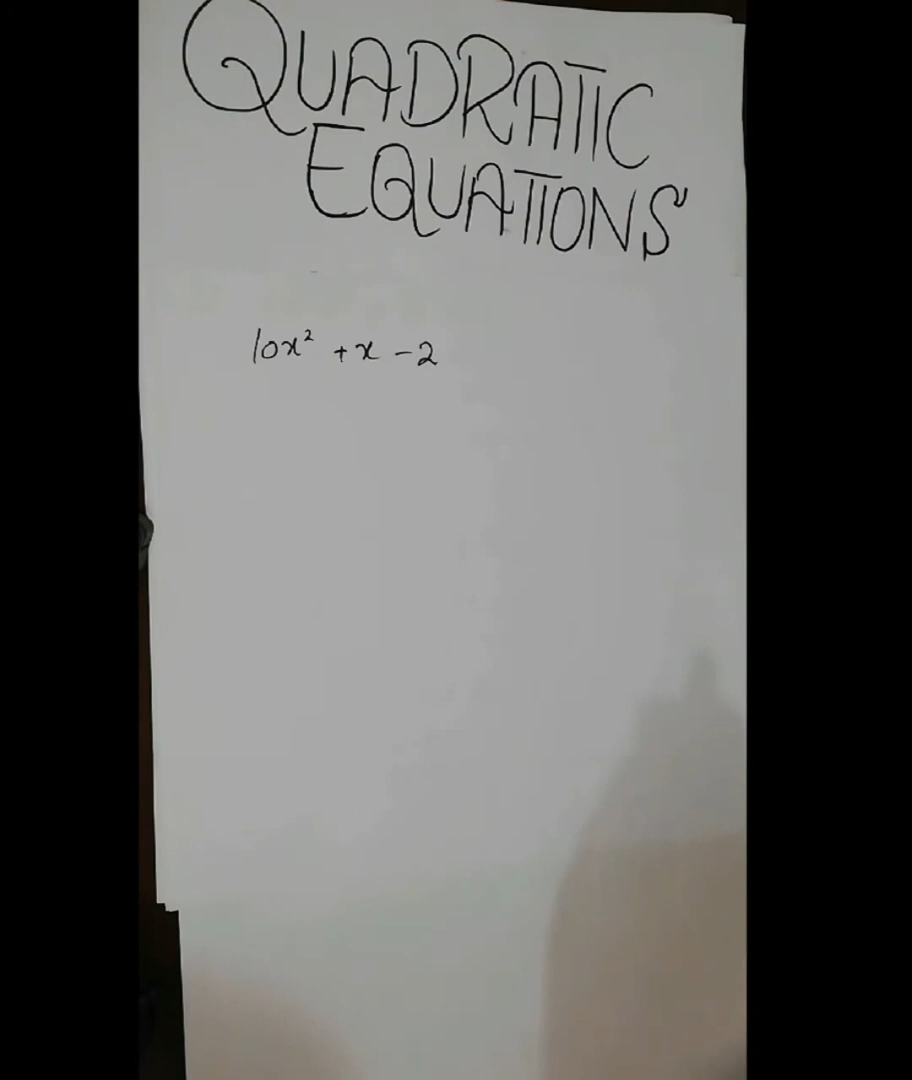 QUADRATIC
EQUATIONS
10x² + x - 2